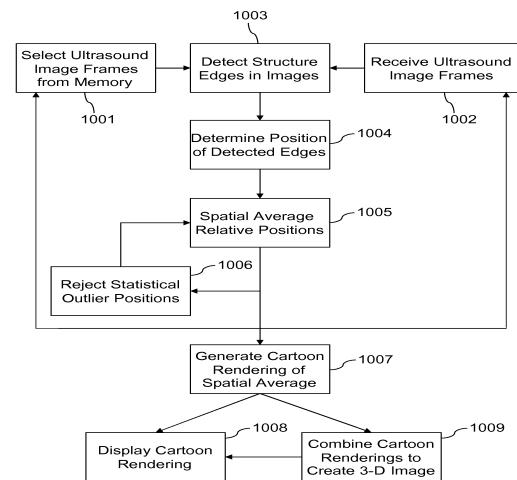 1003
Select Ultrasound
Image Frames
from Memory
Detect Structure
Edges in Images
Receive Ultrasound
Image Frames
1001
1002
Determine Position
of Detected Edges
1004
Spatial Average
Relative Positions
1005
1006
Reject Statistical
Outlier Positions
Generate Cartoon
Rendering of
Spatial Average
1007
1008
1009
Display Cartoon
Rendering
Combine Cartoon
Renderings to
Create 3-D Image